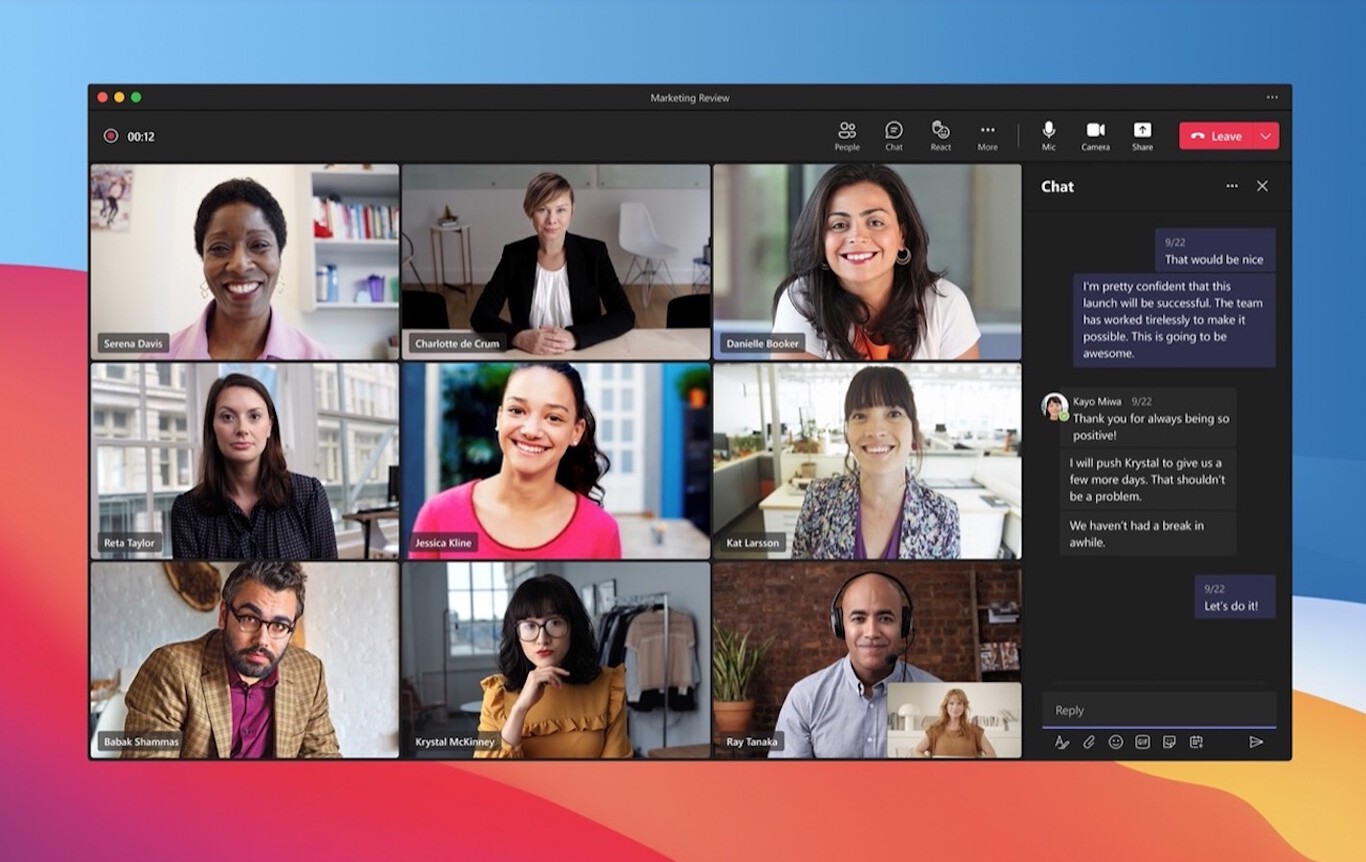 Marketing Review
00:12
People
Chat
React
More
Mic
Camera
Share
Leave
Serena Davis
Charlotte de Crum
Danielle Booker
Reta Taylor
Jessica Kline
Kat Larsson
Babak Shammas
Krystal McKinney
Ray Tanaka
Chat
9/22
That would be nice
I'm pretty confident that this
launch will be successful. The team
has worked tirelessly to make it
possible. This is going to be
awesome.
Kayo Miwa 9/22
Thank you for always being so
positive!
I will push Krystal to give us a
few more days. That shouldn't
be a problem.
We haven't had a break in
awhile.
9/22
Let's do it!
Reply
GIF